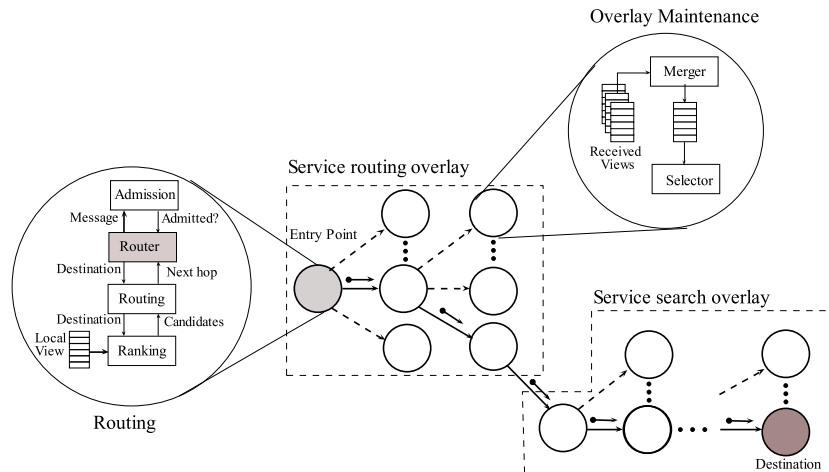 Overlay Maintenance
Merger
Received
Views
Selector
Service routing overlay
Entry Point
Admission
Message
Admitted?
Router
Destination
Next hop
Routing
Destination
Candidates
Local
View
Ranking
Routing
Service search overlay
Destination